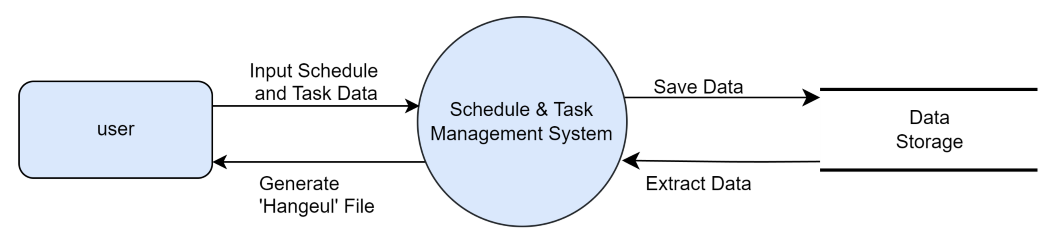 Input Schedule
and Task Data
user
Generate
'Hangeul' File
Schedule & Task
Management System
Save Data
Extract Data
Data
Storage